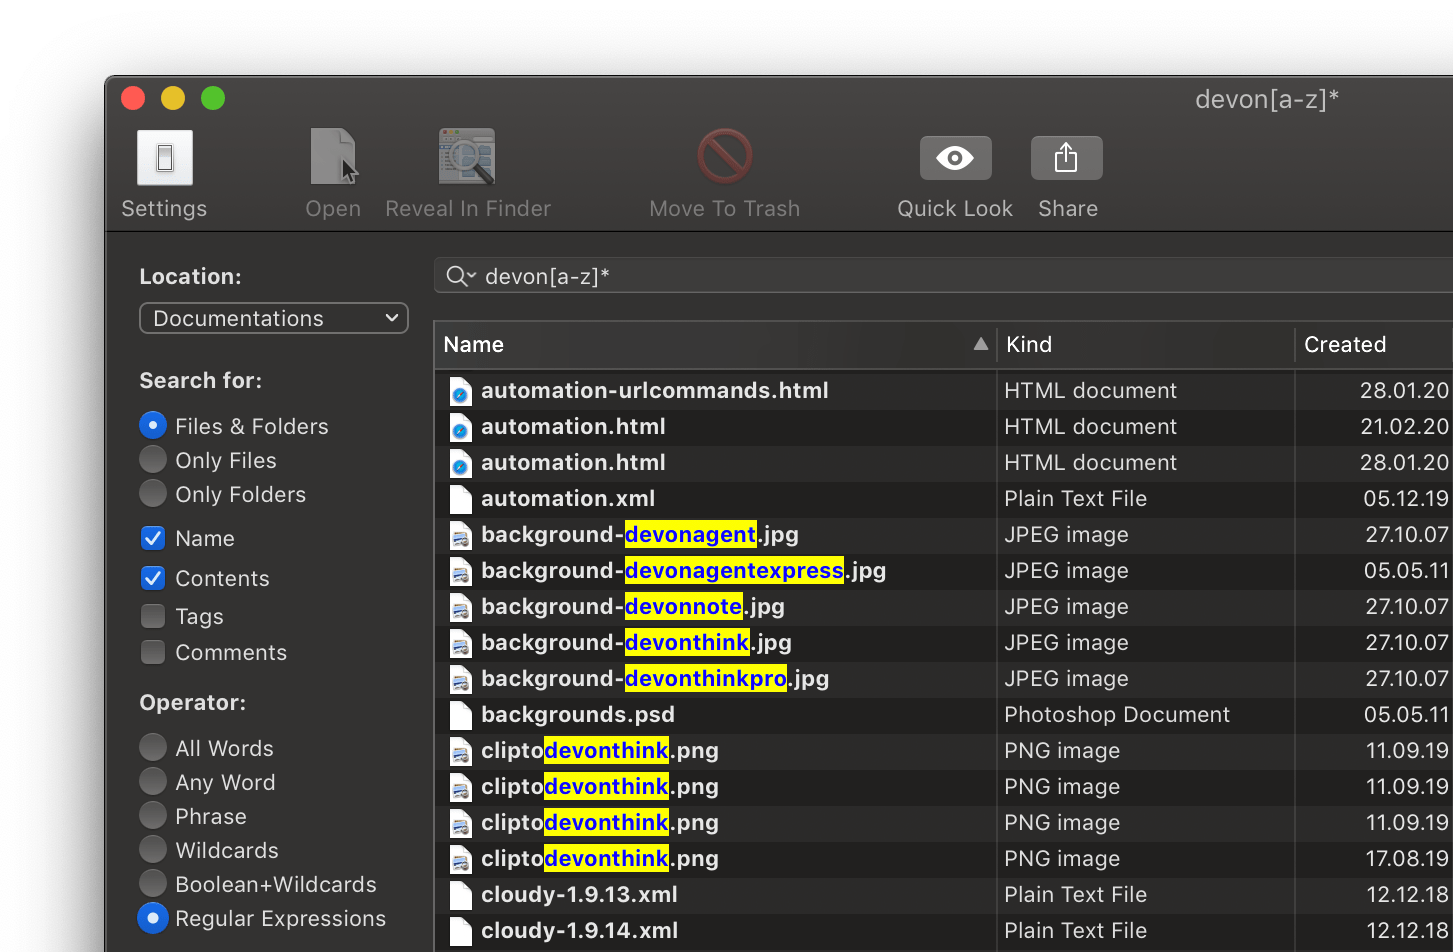 devon[a-z]*
Settings Open Reveal In Finder Move To Trash Quick Look Share
Location:
Documentations
Search for:
Files & Folders
Only Files
Only Folders
Name
Contents
Tags
Comments
Operator:
All Words
Any Word
Phrase
Wildcards
Boolean+Wildcards
Regular Expressions
devon[a-z]*
Name Kind Created
automation-urlcommands.html HTML document 28.01.20
automation.html HTML document 21.02.20
automation.html HTML document 28.01.20
automation.xml Plain Text File 05.12.19
background-devonagent.jpg JPEG image 27.10.07
background-devonagentexpress.jpg JPEG image 05.05.11
background-devonnote.jpg JPEG image 27.10.07
background-devonthink.jpg JPEG image 27.10.07
background-devonthinkpro.jpg JPEG image 27.10.07
backgrounds.psd Photoshop Document 05.05.11
cliptodevonthink.png PNG image 11.09.19
cliptodevonthink.png PNG image 11.09.19
cliptodevonthink.png PNG image 11.09.19
cliptodevonthink.png PNG image 17.08.19
cloudy-1.9.13.xml Plain Text File 12.12.18
cloudy-1.9.14.xml Plain Text File 12.12.18